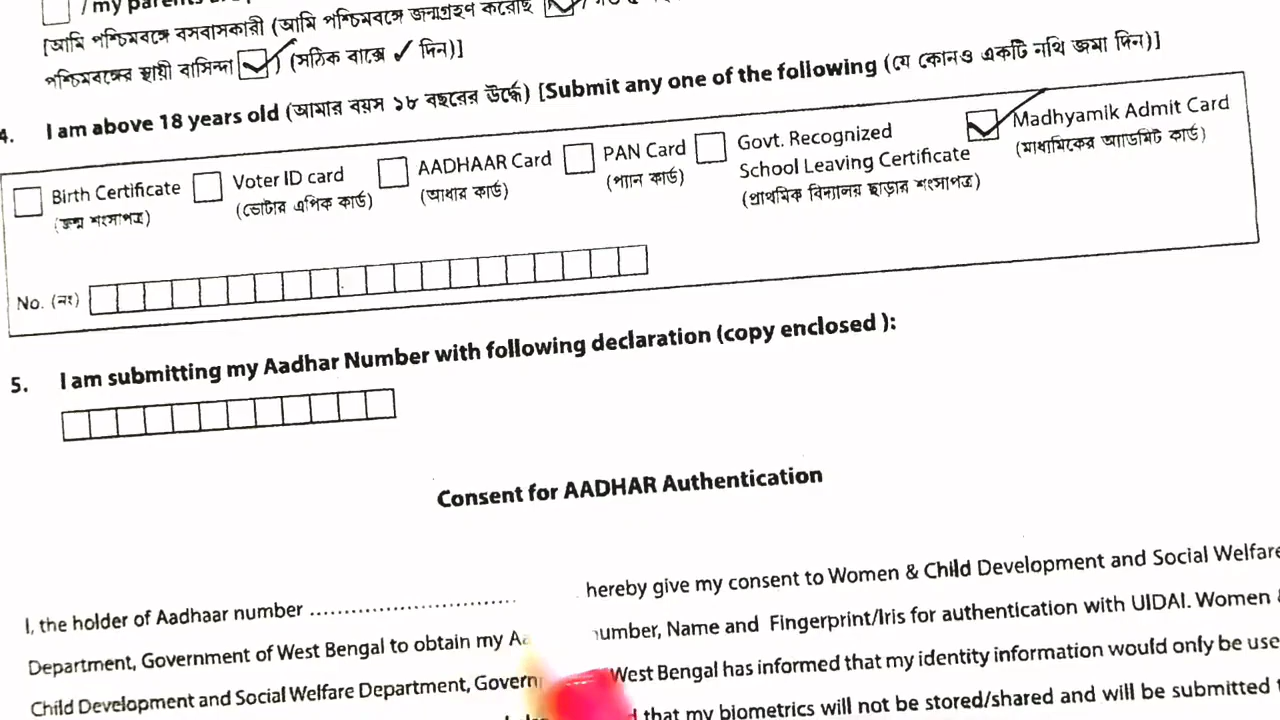 / my parents
[আমি পশ্চিমবঙ্গে বসবাসকারী (আমি পশ্চিমবঙ্গে জন্মগ্রহণ করেছি
পশ্চিমবঙ্গের স্থায়ী বাসিন্দা ✓) (সঠিক বাক্সে ✓ দিন)]
4. I am above 18 years old (আমার বয়স ১৮ বছরের উর্দ্ধে) [Submit any one of the following (যে কোনও একটি নথি জমা দিন)]
Birth Certificate Voter ID card AADHAAR Card PAN Card Govt. Recognized ✓ Madhyamik Admit Card
(জন্ম শংসাপত্র) (ভোটার এপিক কার্ড) (আধার কার্ড) (প্যান কার্ড) School Leaving Certificate (মাধ্যমিকের অ্যাডমিট কার্ড)
(প্রাথমিক বিদ্যালয় ছাড়ার শংসাপত্র)
No. (নং)
5. I am submitting my Aadhar Number with following declaration (copy enclosed ):
Consent for AADHAR Authentication
I, the holder of Aadhaar number .................................. hereby give my consent to Women & Child Development and Social Welfare
Department, Government of West Bengal to obtain my number, Name and Fingerprint/Iris for authentication with UIDAI. Women &
Child Development and Social Welfare Department, West Bengal has informed that my identity information would only be use
that my biometrics will not be stored/shared and will be submitted